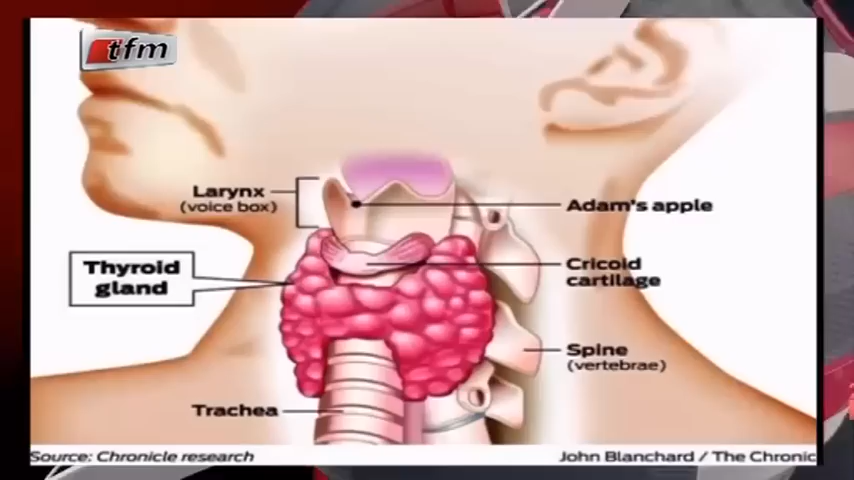 tfm
Larynx
(voice box)
Adam's apple
Thyroid
gland
Cricoid
cartilage
Spine
(vertebrae)
Trachea
Source: Chronicle research
John Blanchard / The Chronic